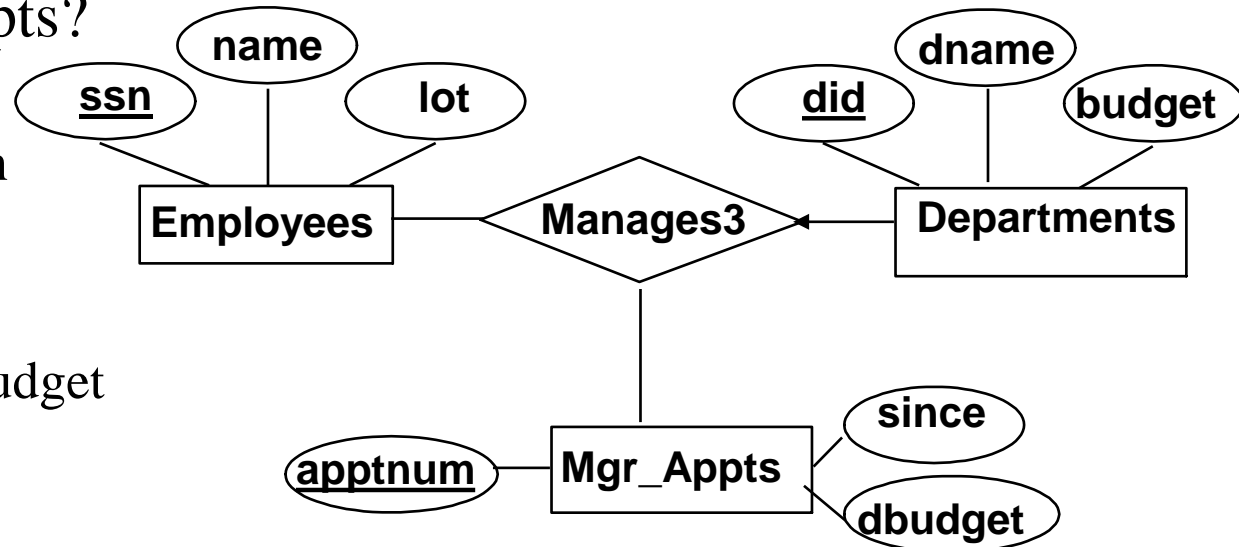 pts?
name
dname
ssn
lot
did
budget
n
Employees
Manages3
Departments
udget
since
apptnum
Mgr_Appts
dbudget